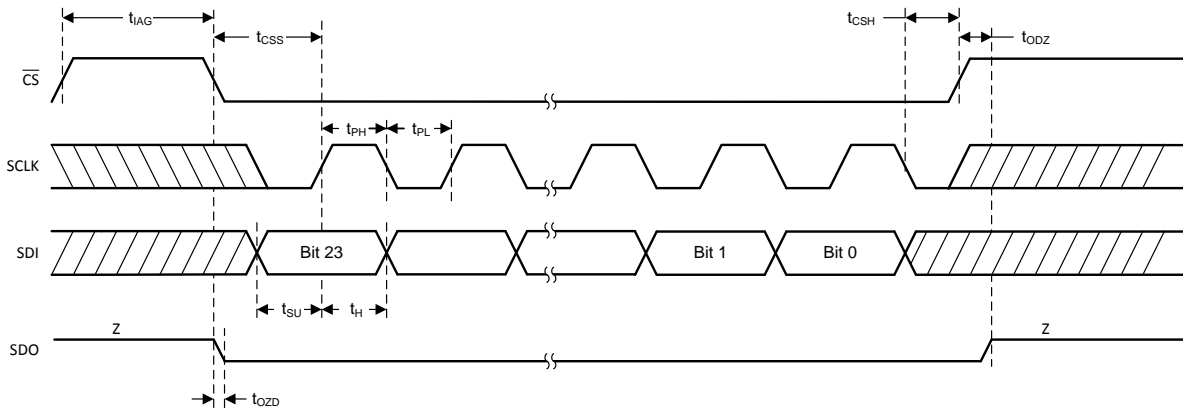 tIAG
tCSS
tCSH
tODZ
CS
tPH
tPL
SCLK
SDI
Bit 23
Bit 1
Bit 0
tSU
tH
Z
Z
SDO
tOZD